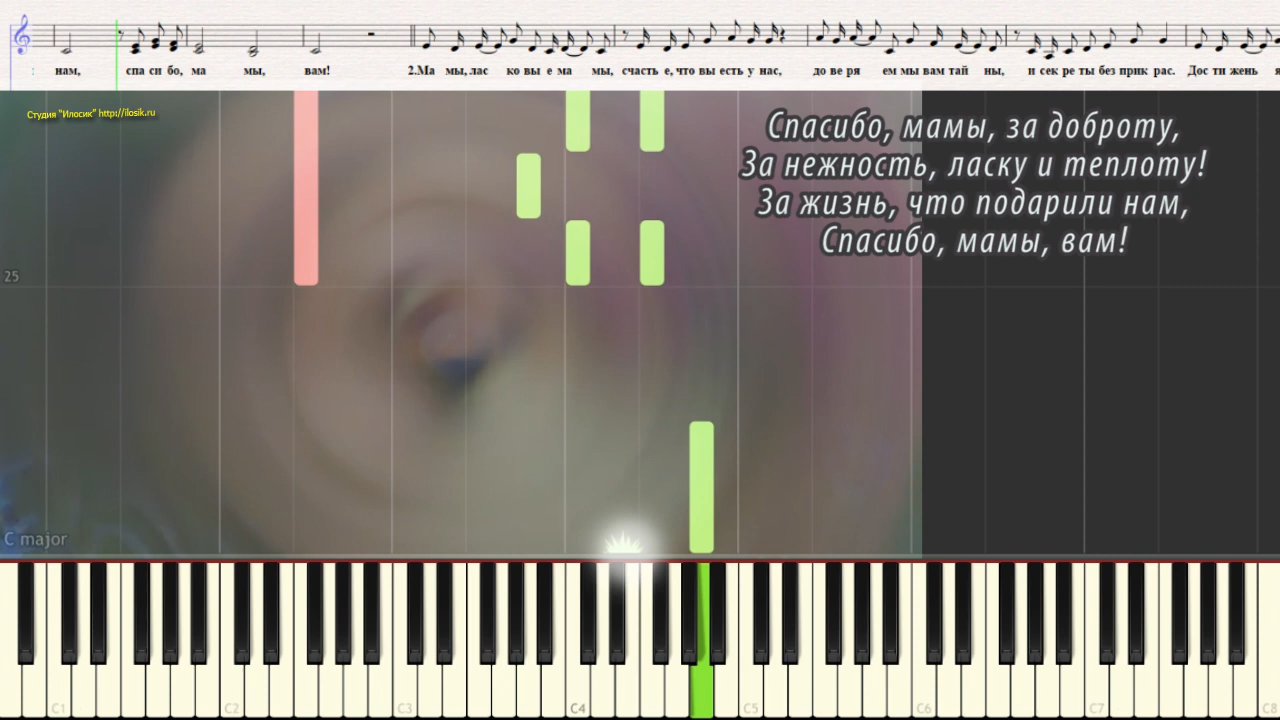 :
нам, спа си бо, ма мы, вам! 2.Ма мы, лас ко вы е ма мы, счасть е, что вы есть у нас, до ве ря ем мы вам тай ны, и сек ре ты без прик рас. Дос ти жень я
Студия "Илосик" http://ilosik.ru
Спасибо, мамы, за доброту,
За нежность, ласку и теплоту!
За жизнь, что подарили нам,
Спасибо, мамы, вам!
25
C major
C1 C2 C3 C4 C5 C6 C7 C8